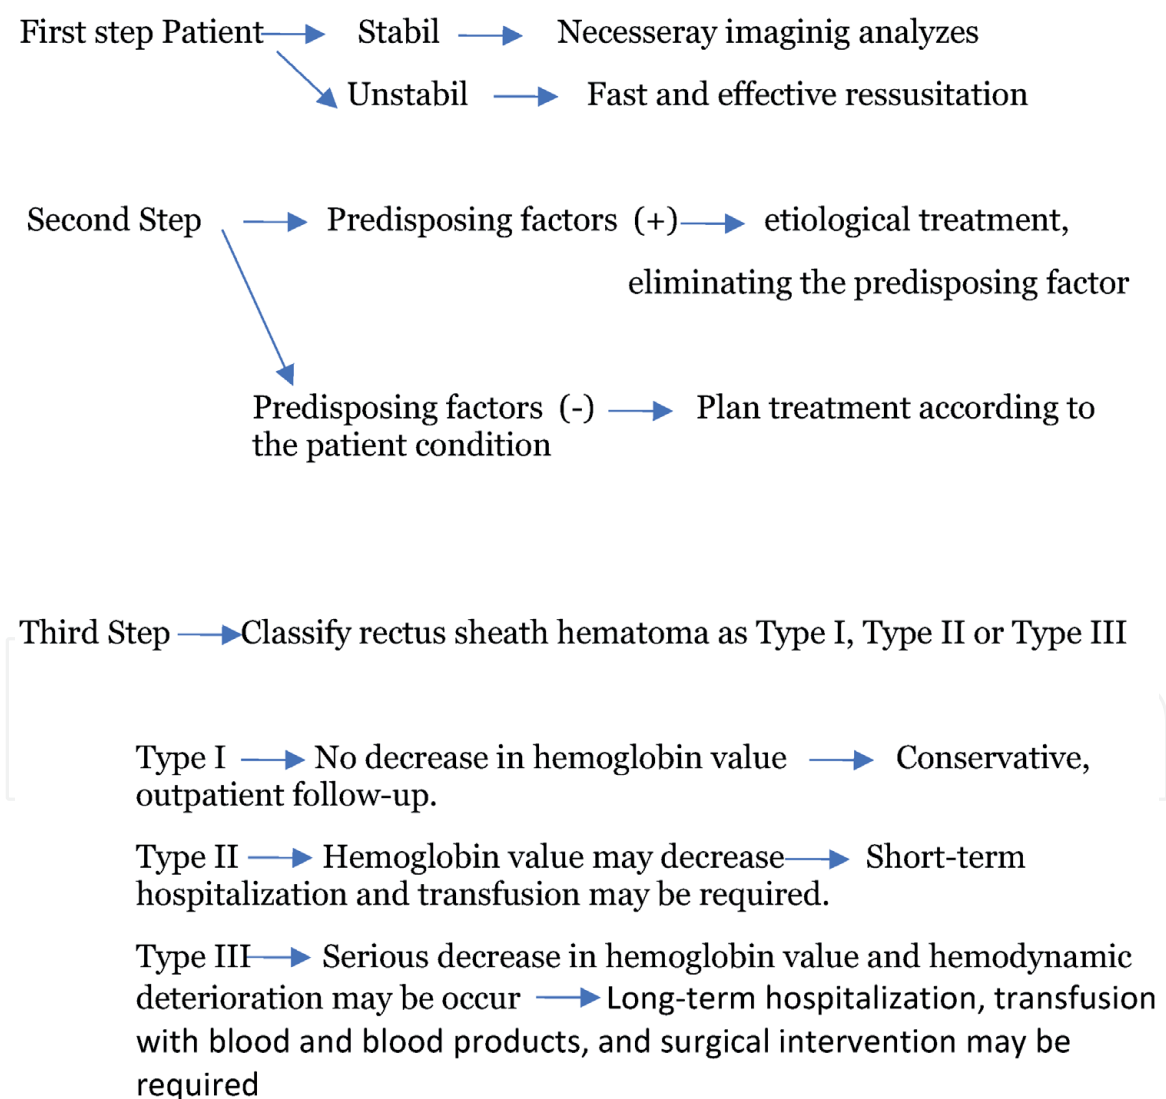 First step Patient Stabil Necesseray imaginig analyzes
Unstabil Fast and effective ressusitation
Second Step Predisposing factors (+) etiological treatment,
eliminating the predisposing factor
Predisposing factors (-) Plan treatment according to
the patient condition
Third Step Classify rectus sheath hematoma as Type I, Type II or Type III
Type I No decrease in hemoglobin value Conservative,
outpatient follow-up.
Type II Hemoglobin value may decrease Short-term
hospitalization and transfusion may be required.
Type III Serious decrease in hemoglobin value and hemodynamic
deterioration may be occur Long-term hospitalization, transfusion
with blood and blood products, and surgical intervention may be
required